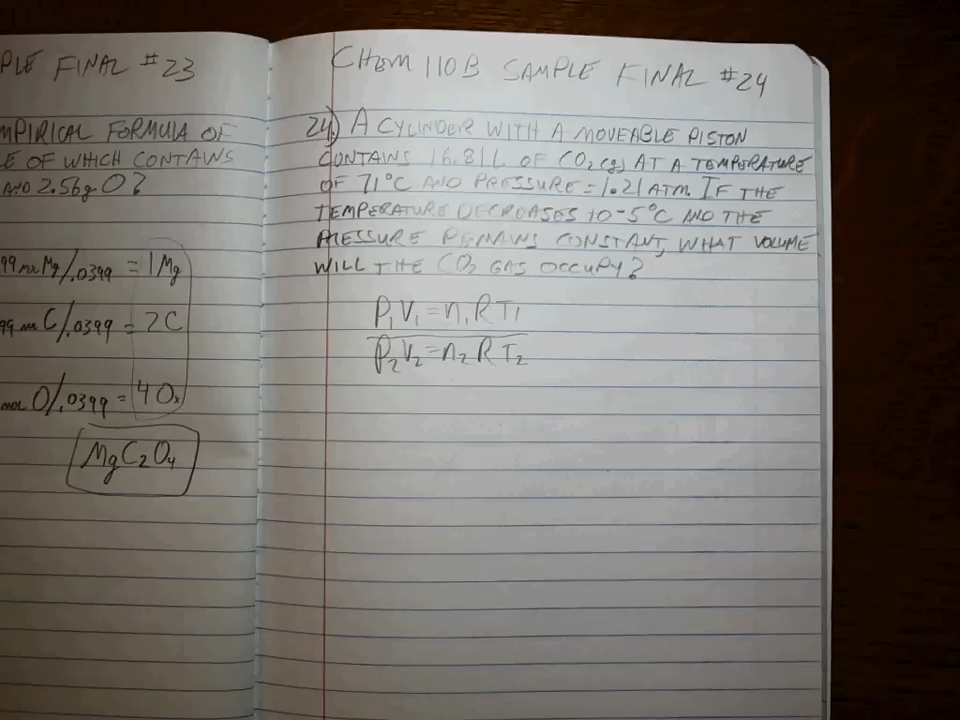 PLE FINAL #23
MPIRICAL FORMULA OF
E OF WHICH CONTAINS
AND 2.56g O?
99 mol Mg/.0399 = 1Mg
99 mol C/.0399 = 2C
mol O/.0399 = 4 Ox
MgC2O4
CHEM 110B SAMPLE FINAL #24
24) A CYLINDER WITH A MOVEABLE PISTON
CONTAINS 16.81L OF CO2(g) AT A TEMPERATURE
OF 71°C AND PRESSURE = 1.21 ATM. IF THE
TEMPERATURE DECREASES TO -5°C AND THE
PRESSURE REMAINS CONSTANT, WHAT VOLUME
WILL THE CO2 GAS OCCUPY?
P1V1 = n1RT1
P2V2 = n2RT2